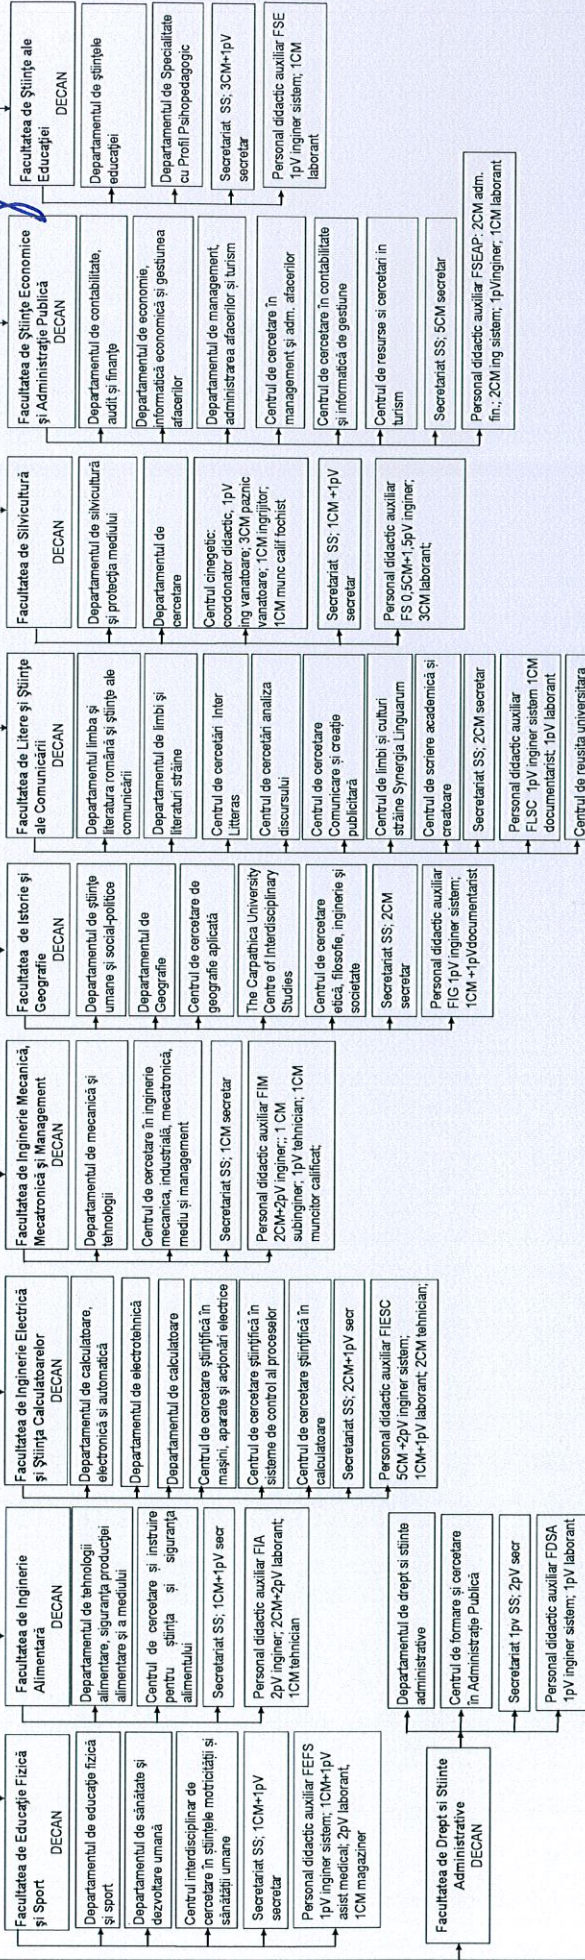 Facultatea de Educație Fizică
și Sport
DECAN
Departamentul de educație fizică
și sport
Departamentul de sănătate și
dezvoltare umană
Centrul interdisciplinar de
cercetare în științele motricității și
sănătății umane
Secretariat SS; 1CM+1pV
secretar
Personal didactic auxiliar FEFS
1pV inginer sistem; 1CM+1pV
asist medical; 2pV laborant,
1CM magaziner
Facultatea de Inginerie
Alimentară
DECAN
Departamentul de tehnologii
alimentare, siguranța producției
alimentare și a mediului
Centrul de cercetare și instruire
pentru știința și siguranța
alimentului
Secretariat SS; 1CM+1pV secr
Personal didactic auxiliar FIA
2pV inginer; 2CM+2pV laborant;
1CM tehnician
Facultatea de Inginerie Electrică
și Știința Calculatoarelor
DECAN
Departamentul de calculatoare,
electronică și automatică
Departamentul de electrotehnică
Departamentul de calculatoare
Centrul de cercetare științifică în
mașini, aparate și acționări electrice
Centrul de cercetare științifică în
sisteme de control al proceselor
Centrul de cercetare științifică în
calculatoare
Secretariat SS; 2CM+1pV secr
Personal didactic auxiliar FIESC
5CM +2pV inginer sistem;
1CM+1pV laborant; 2CM tehnician;
Facultatea de Inginerie Mecanică,
Mecatronică și Management
DECAN
Departamentul de mecanică și
tehnologii
Centrul de cercetare în inginerie
mecanica, industrială, mecatronică,
mediu și management
Secretariat SS; 1CM secretar
Personal didactic auxiliar FIM
2CM+2pV inginer;; 1 CM
subinginer; 1pV tehnician; 1CM
muncitor calificat;
Facultatea de Istorie și
Geografie
DECAN
Departamentul de științe
umane și social-politice
Departamentul de
Geografie
Centrul de cercetare de
geografie aplicată
The Carpathica University
Centre of Interdisciplinary
Studies
Centrul de cercetare
etică, filosofie, inginerie și
societate
Secretariat SS; 2CM
secretar
Personal didactic auxiliar
FIG 1pV inginer sistem;
1CM +1pVdocumentarist
Facultatea de Litere și Științe
ale Comunicării
DECAN
Departamentul limba și
literatura română și științe ale
comunicării
Departamentul de limbi și
literaturi străine
Centrul de cercetări Inter
Litteras
Centrul de cercetări analiza
discursului
Centrul de cercetare
Comunicare si creație
publicitară
Centrul de limbi și culturi
străine Synergia Linguarum
Centrul de scriere academică și
creatoare
Secretariat SS; 2CM secretar
Personal didactic auxiliar
FLSC 1pV inginer sistem 1CM
documentarist; 1pV laborant
Centrul de reusita universitara
Facultatea de Silvicultură
DECAN
Departamentul de silvicultură
și protecția mediului
Departamentul de
cercetare
Centrul cinegetic:
coordonator didactic, 1pV
ing vanatoare; 3CM paznic
vanatoare; 1CM ingrijitor;
1CM munc calif fochist
Secretariat SS; 1CM +1pV
secretar
Personal didactic auxiliar
FS 0,5CM+1,5pV inginer;
3CM laborant;
Facultatea de Științe Economice
și Administrație Publică
DECAN
Departamentul de contabilitate,
audit și finanțe
Departamentul de economie,
informatică economică și gestiunea
afacerilor
Departamentul de management,
administrarea afacerilor și turism
Centrul de cercetare în
management și adm. afacerilor
Centrul de cercetare în contabilitate
și informatică de gestiune
Centrul de resurse si cercetari in
turism
Secretariat SS; 5CM secretar
Personal didactic auxiliar FSEAP: 2CM adm.
fin.; 2CM ing sistem; 1pVinginer; 1CM laborant
Facultatea de Științe ale
Educației
DECAN
Departamentul de științele
educației
Departamentul de Specialitate
cu Profil Psihopedagogic
Secretariat SS; 3CM+1pV
secretar
Personal didactic auxiliar FSE
1pV inginer sistem; 1CM
laborant
Facultatea de Drept si Stiinte
Administrative
DECAN
Departamentul de drept si stiinte
administrative
Centrul de formare și cercetare
în Administrație Publică
Secretariat 1pv SS; 2pV secr
Personal didactic auxiliar FDSA
1pV inginer sistem; 1pV laborant